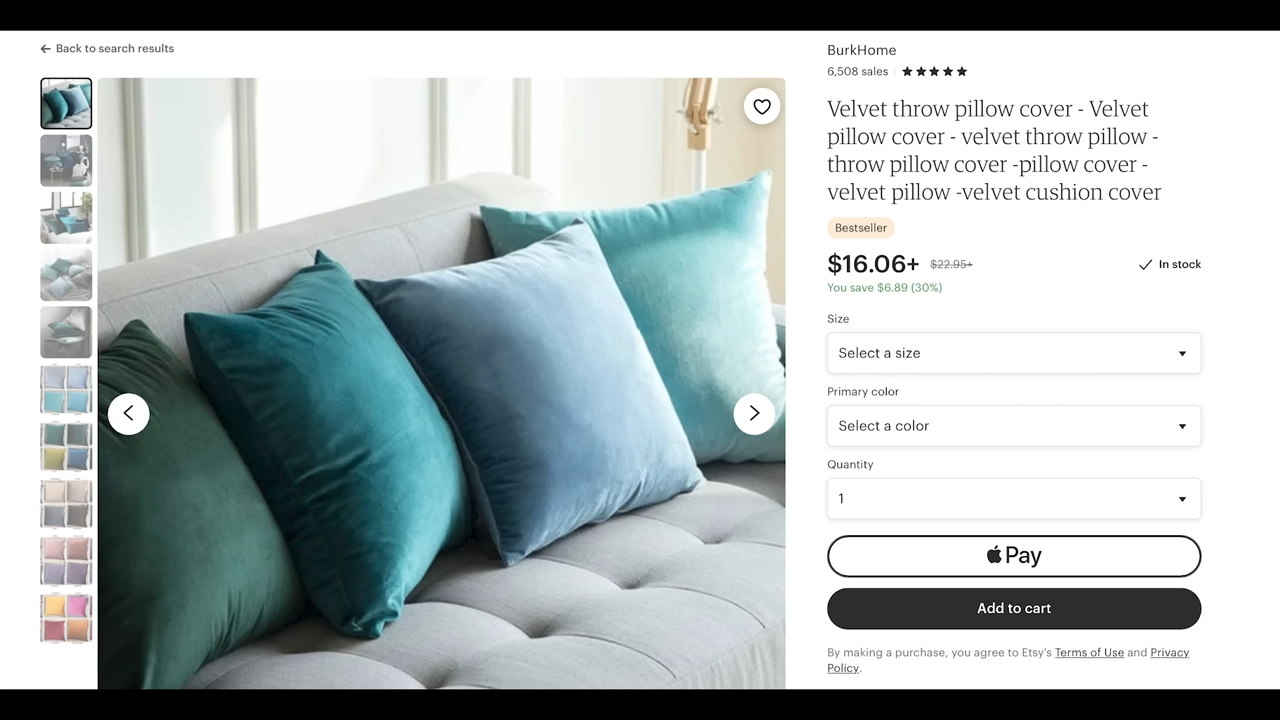 Back to search results
BurkHome
6,508 sales
Velvet throw pillow cover - Velvet
pillow cover - velvet throw pillow -
throw pillow cover -pillow cover -
velvet pillow -velvet cushion cover
Bestseller
$16.06+ $22.95+
In stock
You save $6.89 (30%)
Size
Select a size
Primary color
Select a color
Quantity
1
Pay
Add to cart
By making a purchase, you agree to Etsy's Terms of Use and Privacy
Policy.